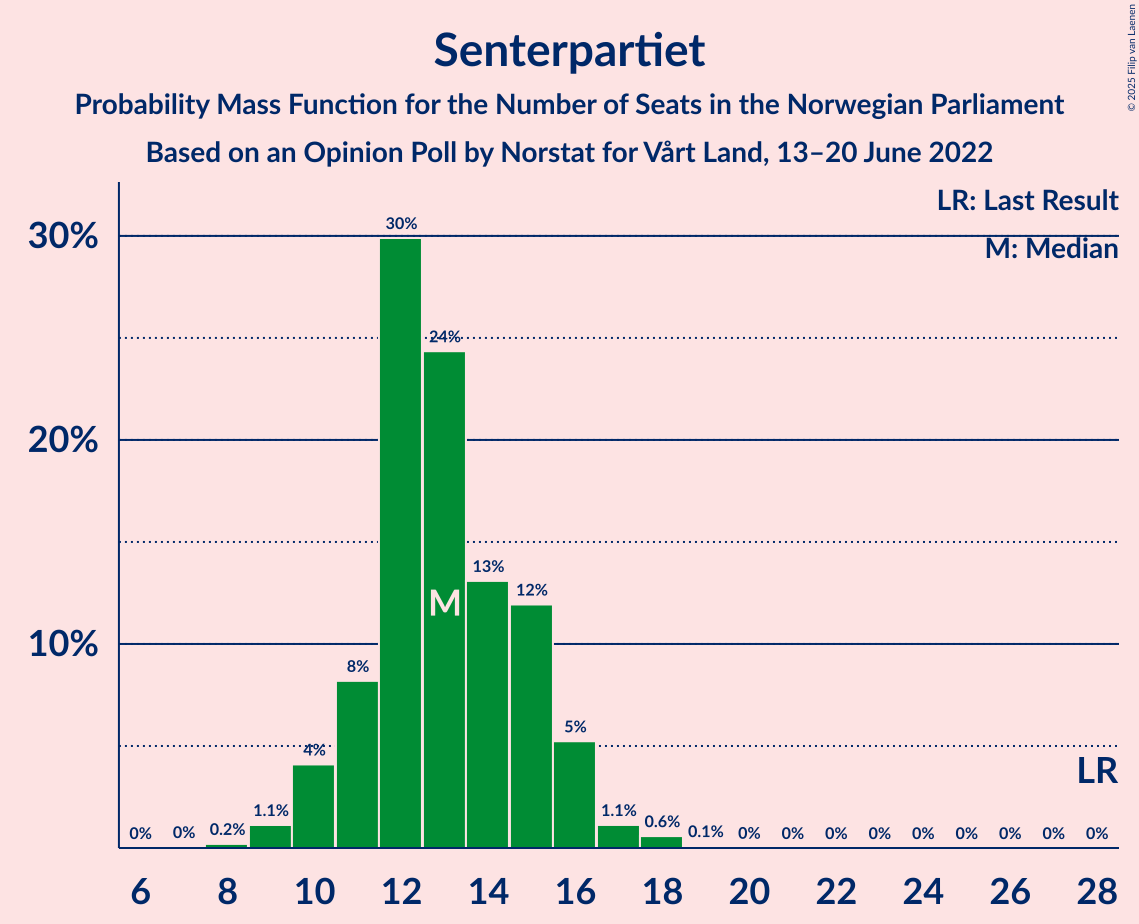 Senterpartiet
Probability Mass Function for the Number of Seats in the Norwegian Parliament
Based on an Opinion Poll by Norstat for Vårt Land, 13–20 June 2022
© 2025 Filip van Laenen
LR: Last Result
M: Median
30%
20%
10%
0% 0% 0.2% 1.1% 4% 8% 30% 24% 13% 12% 5% 1.1% 0.6% 0.1% 0% 0% 0% 0% 0% 0% 0% 0% 0%
M
LR
6 8 10 12 14 16 18 20 22 24 26 28